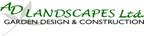 AD LANDSCAPES Ltd.
GARDEN DESIGN & CONSTRUCTION